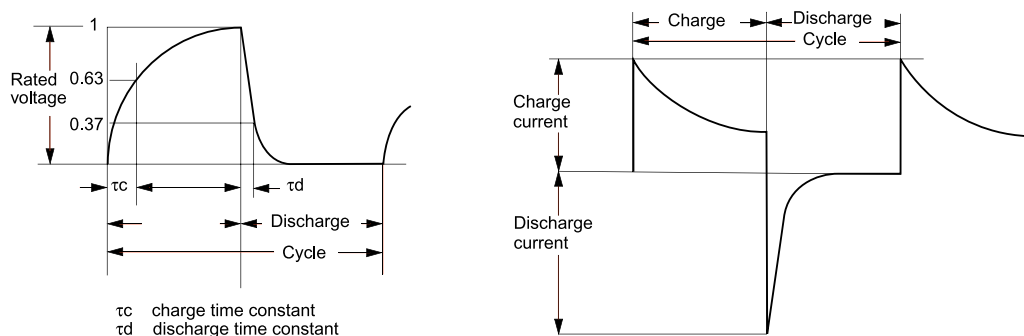 1
Rated
voltage
0.63
0.37
τc
τd
Discharge
Cycle
τc charge time constant
τd discharge time constant
Charge
Discharge
Cycle
Charge
current
Discharge
current